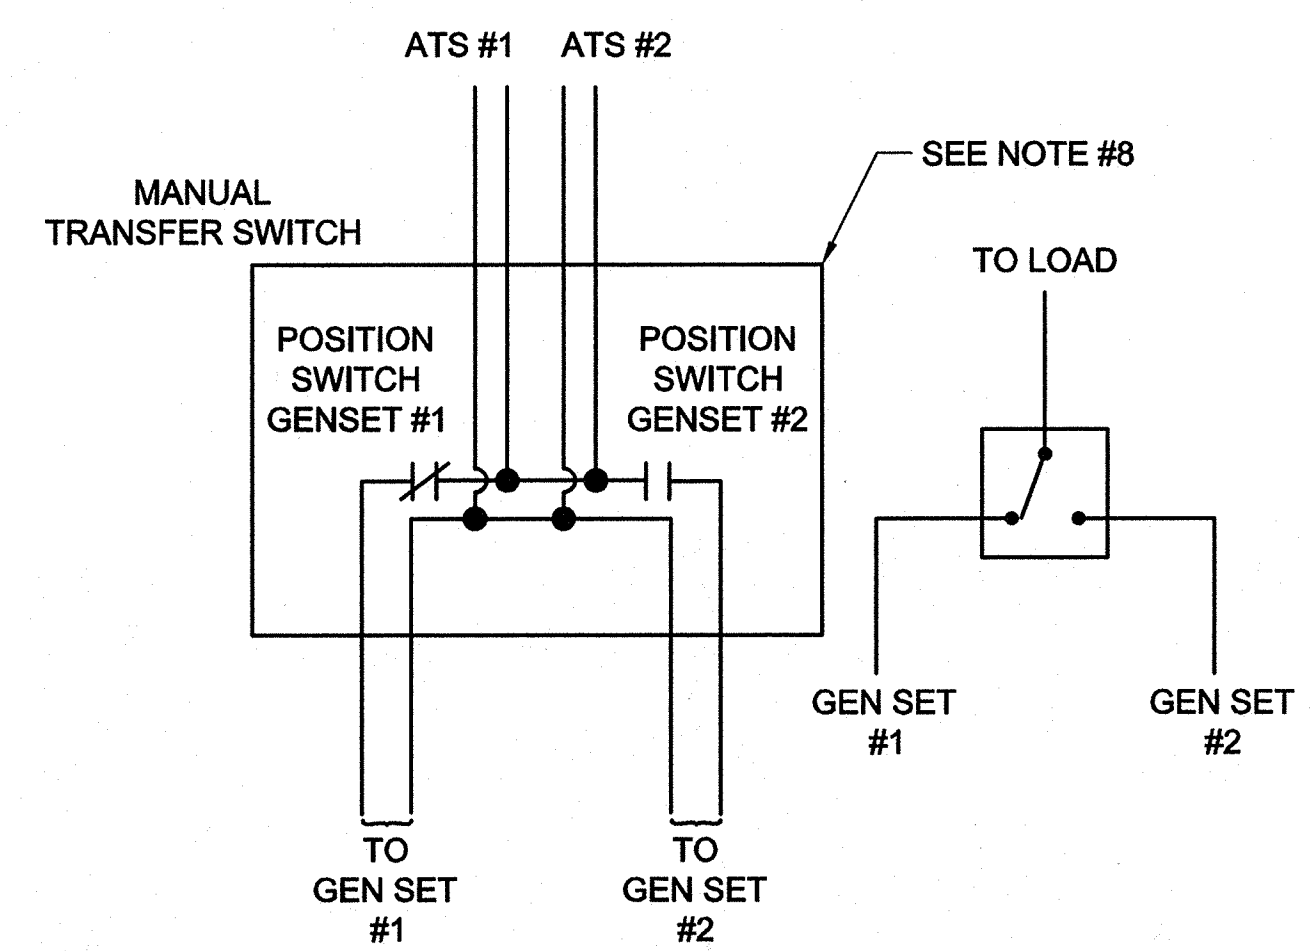 ATS #1
ATS #2
SEE NOTE #8
MANUAL
TRANSFER SWITCH
TO LOAD
POSITION
SWITCH
GENSET #1
POSITION
SWITCH
GENSET #2
GEN SET
#1
GEN SET
#2
TO
GEN SET
#1
TO
GEN SET
#2